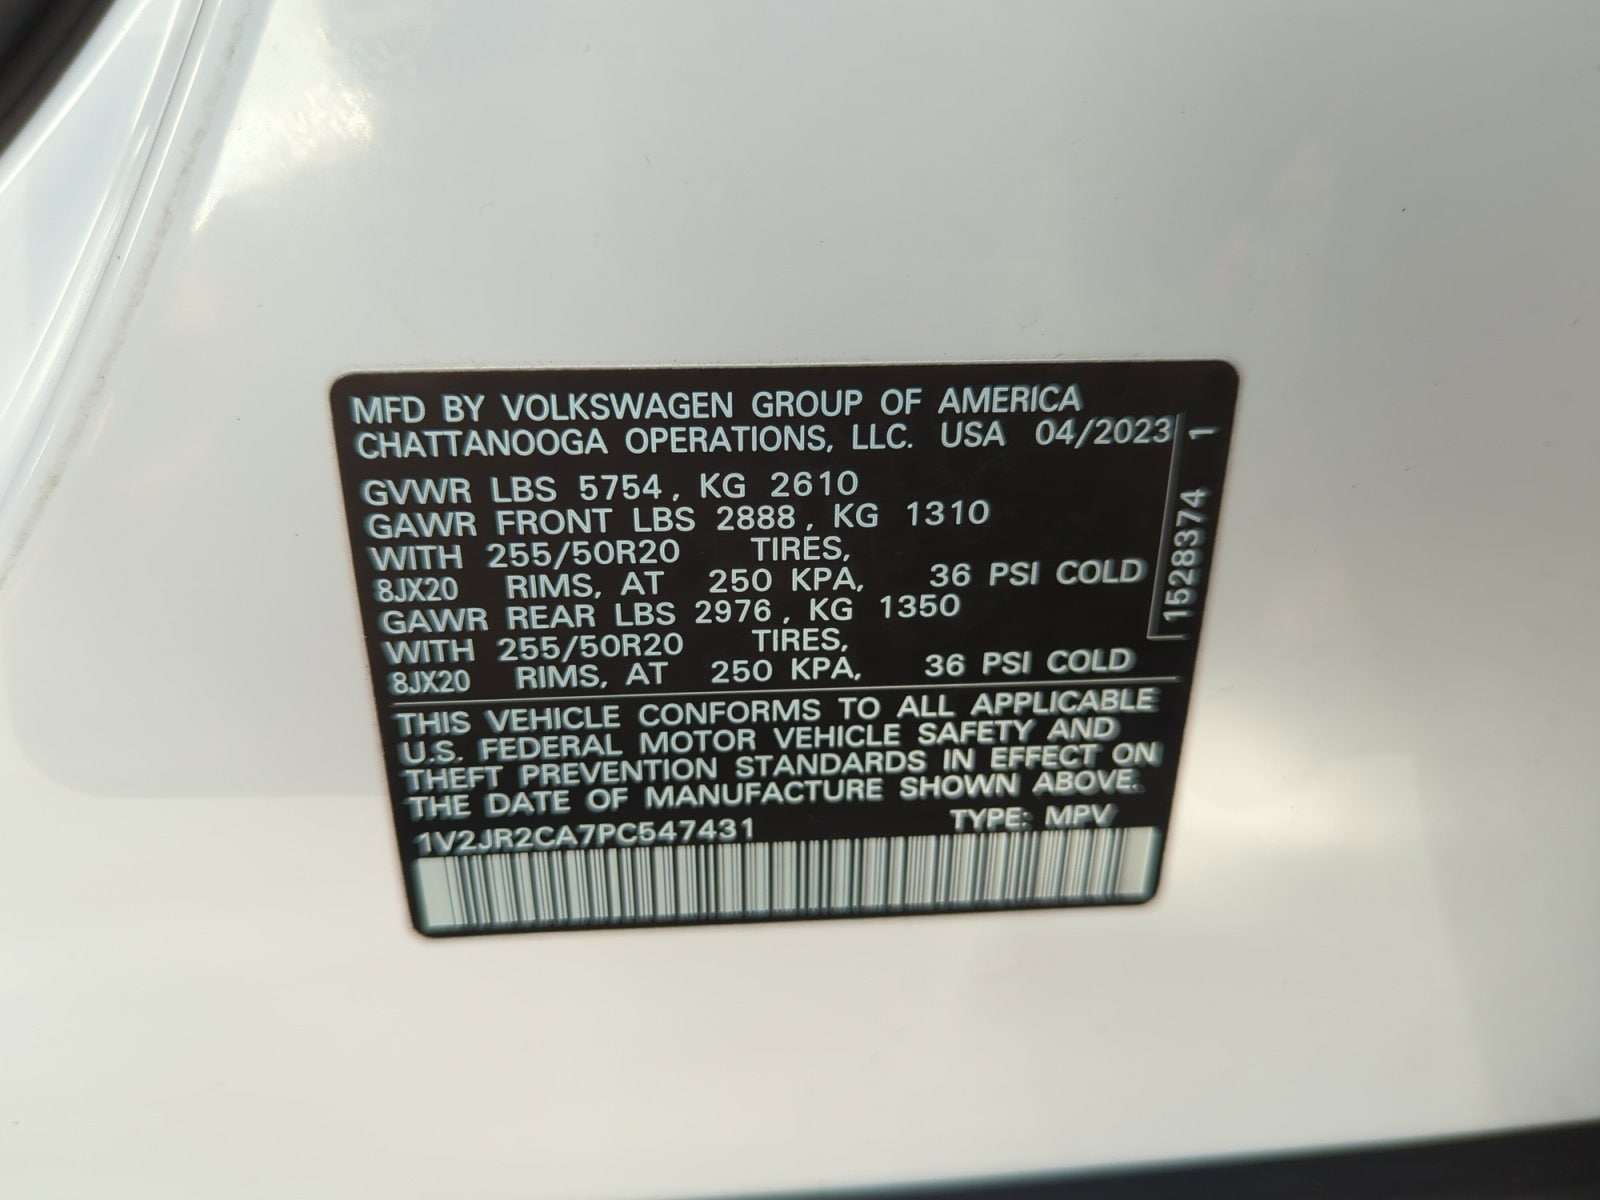 MFD BY VOLKSWAGEN GROUP OF AMERICA
CHATTANOOGA OPERATIONS, LLC. USA 04/2023
GVWR LBS 5754, KG 2610
GAWR FRONT LBS 2888, KG 1310
WITH 255/50R20 TIRES,
8JX20 RIMS, AT 250 KPA, 36 PSI COLD
GAWR REAR LBS 2976, KG 1350
WITH 255/50R20 TIRES,
8JX20 RIMS, AT 250 KPA, 36 PSI COLD
1528374 1
THIS VEHICLE CONFORMS TO ALL APPLICABLE
U.S. FEDERAL MOTOR VEHICLE SAFETY AND
THEFT PREVENTION STANDARDS IN EFFECT ON
THE DATE OF MANUFACTURE SHOWN ABOVE.
1V2JR2CA7PC547431 TYPE: MPV